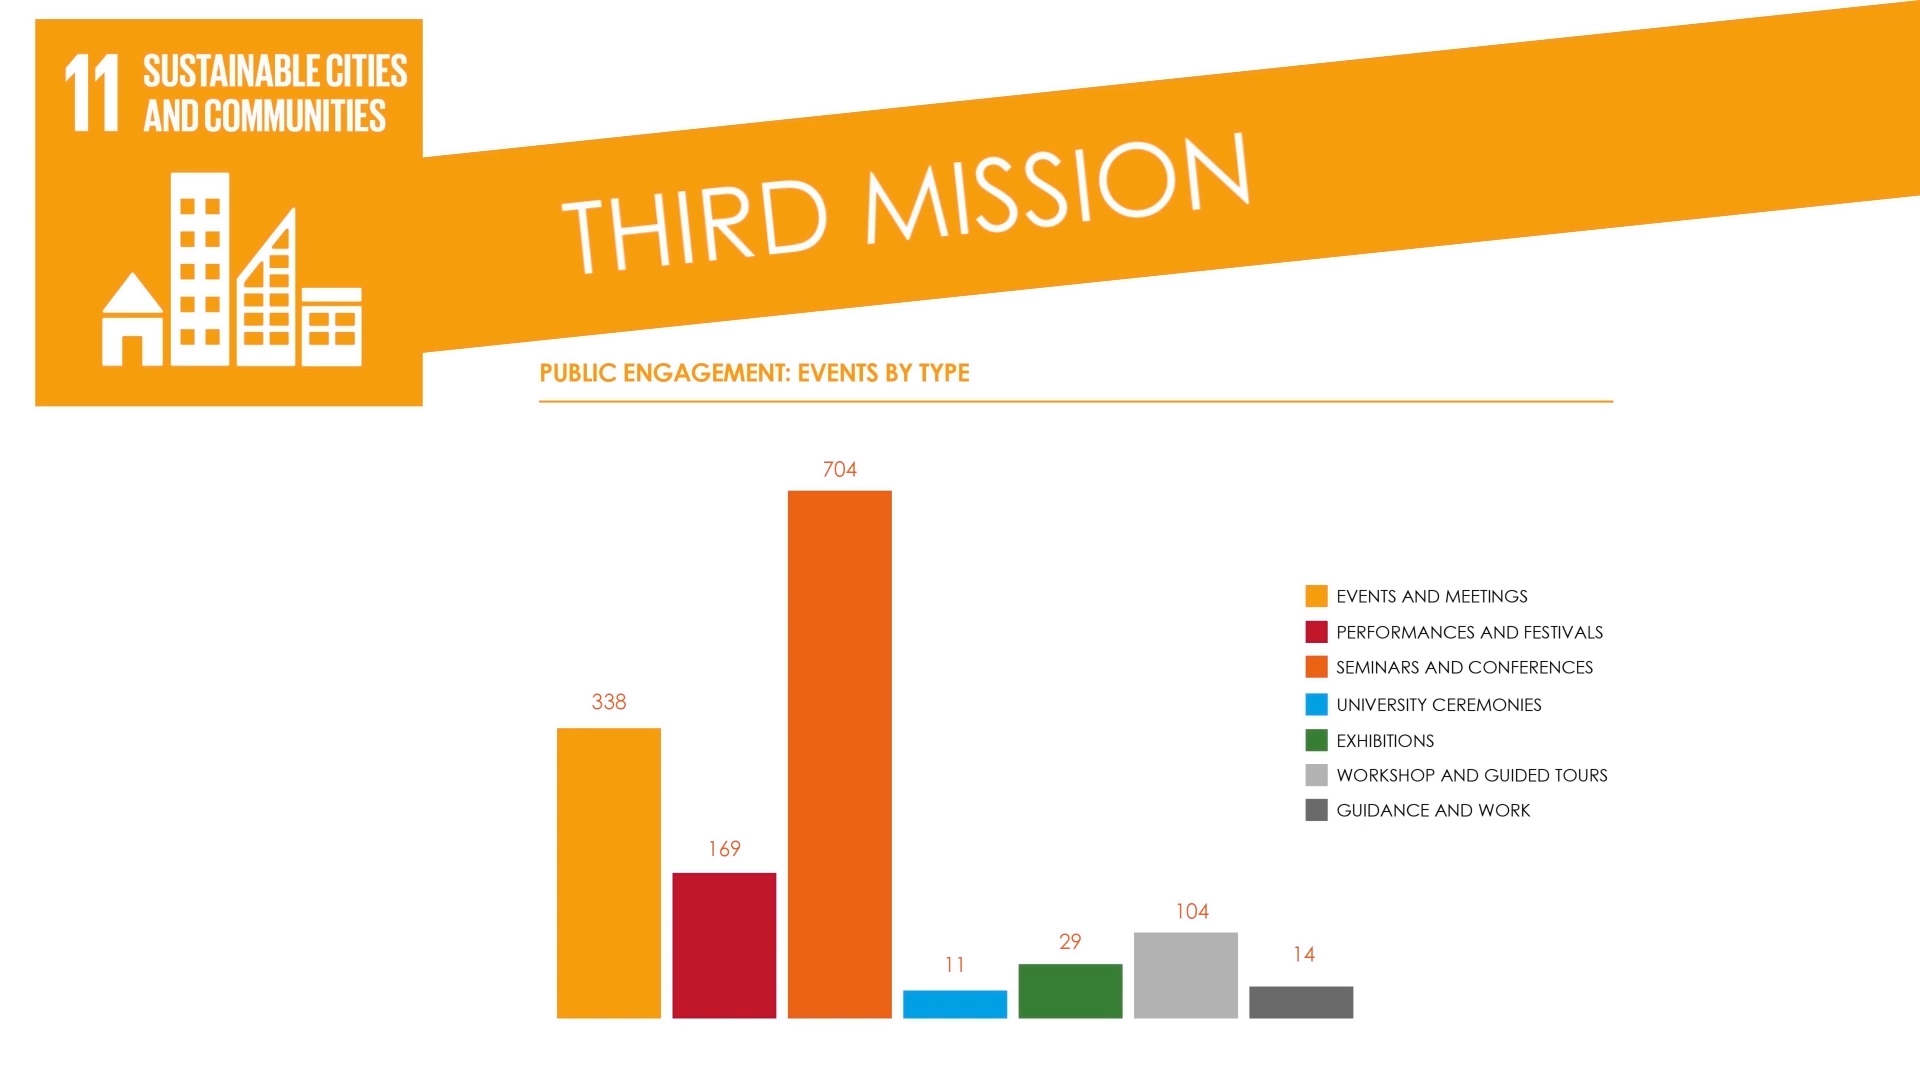 11
SUSTAINABLE CITIES
AND COMMUNITIES
THIRD MISSION
PUBLIC ENGAGEMENT: EVENTS BY TYPE
338
169
704
11
29
104
14
EVENTS AND MEETINGS
PERFORMANCES AND FESTIVALS
SEMINARS AND CONFERENCES
UNIVERSITY CEREMONIES
EXHIBITIONS
WORKSHOP AND GUIDED TOURS
GUIDANCE AND WORK